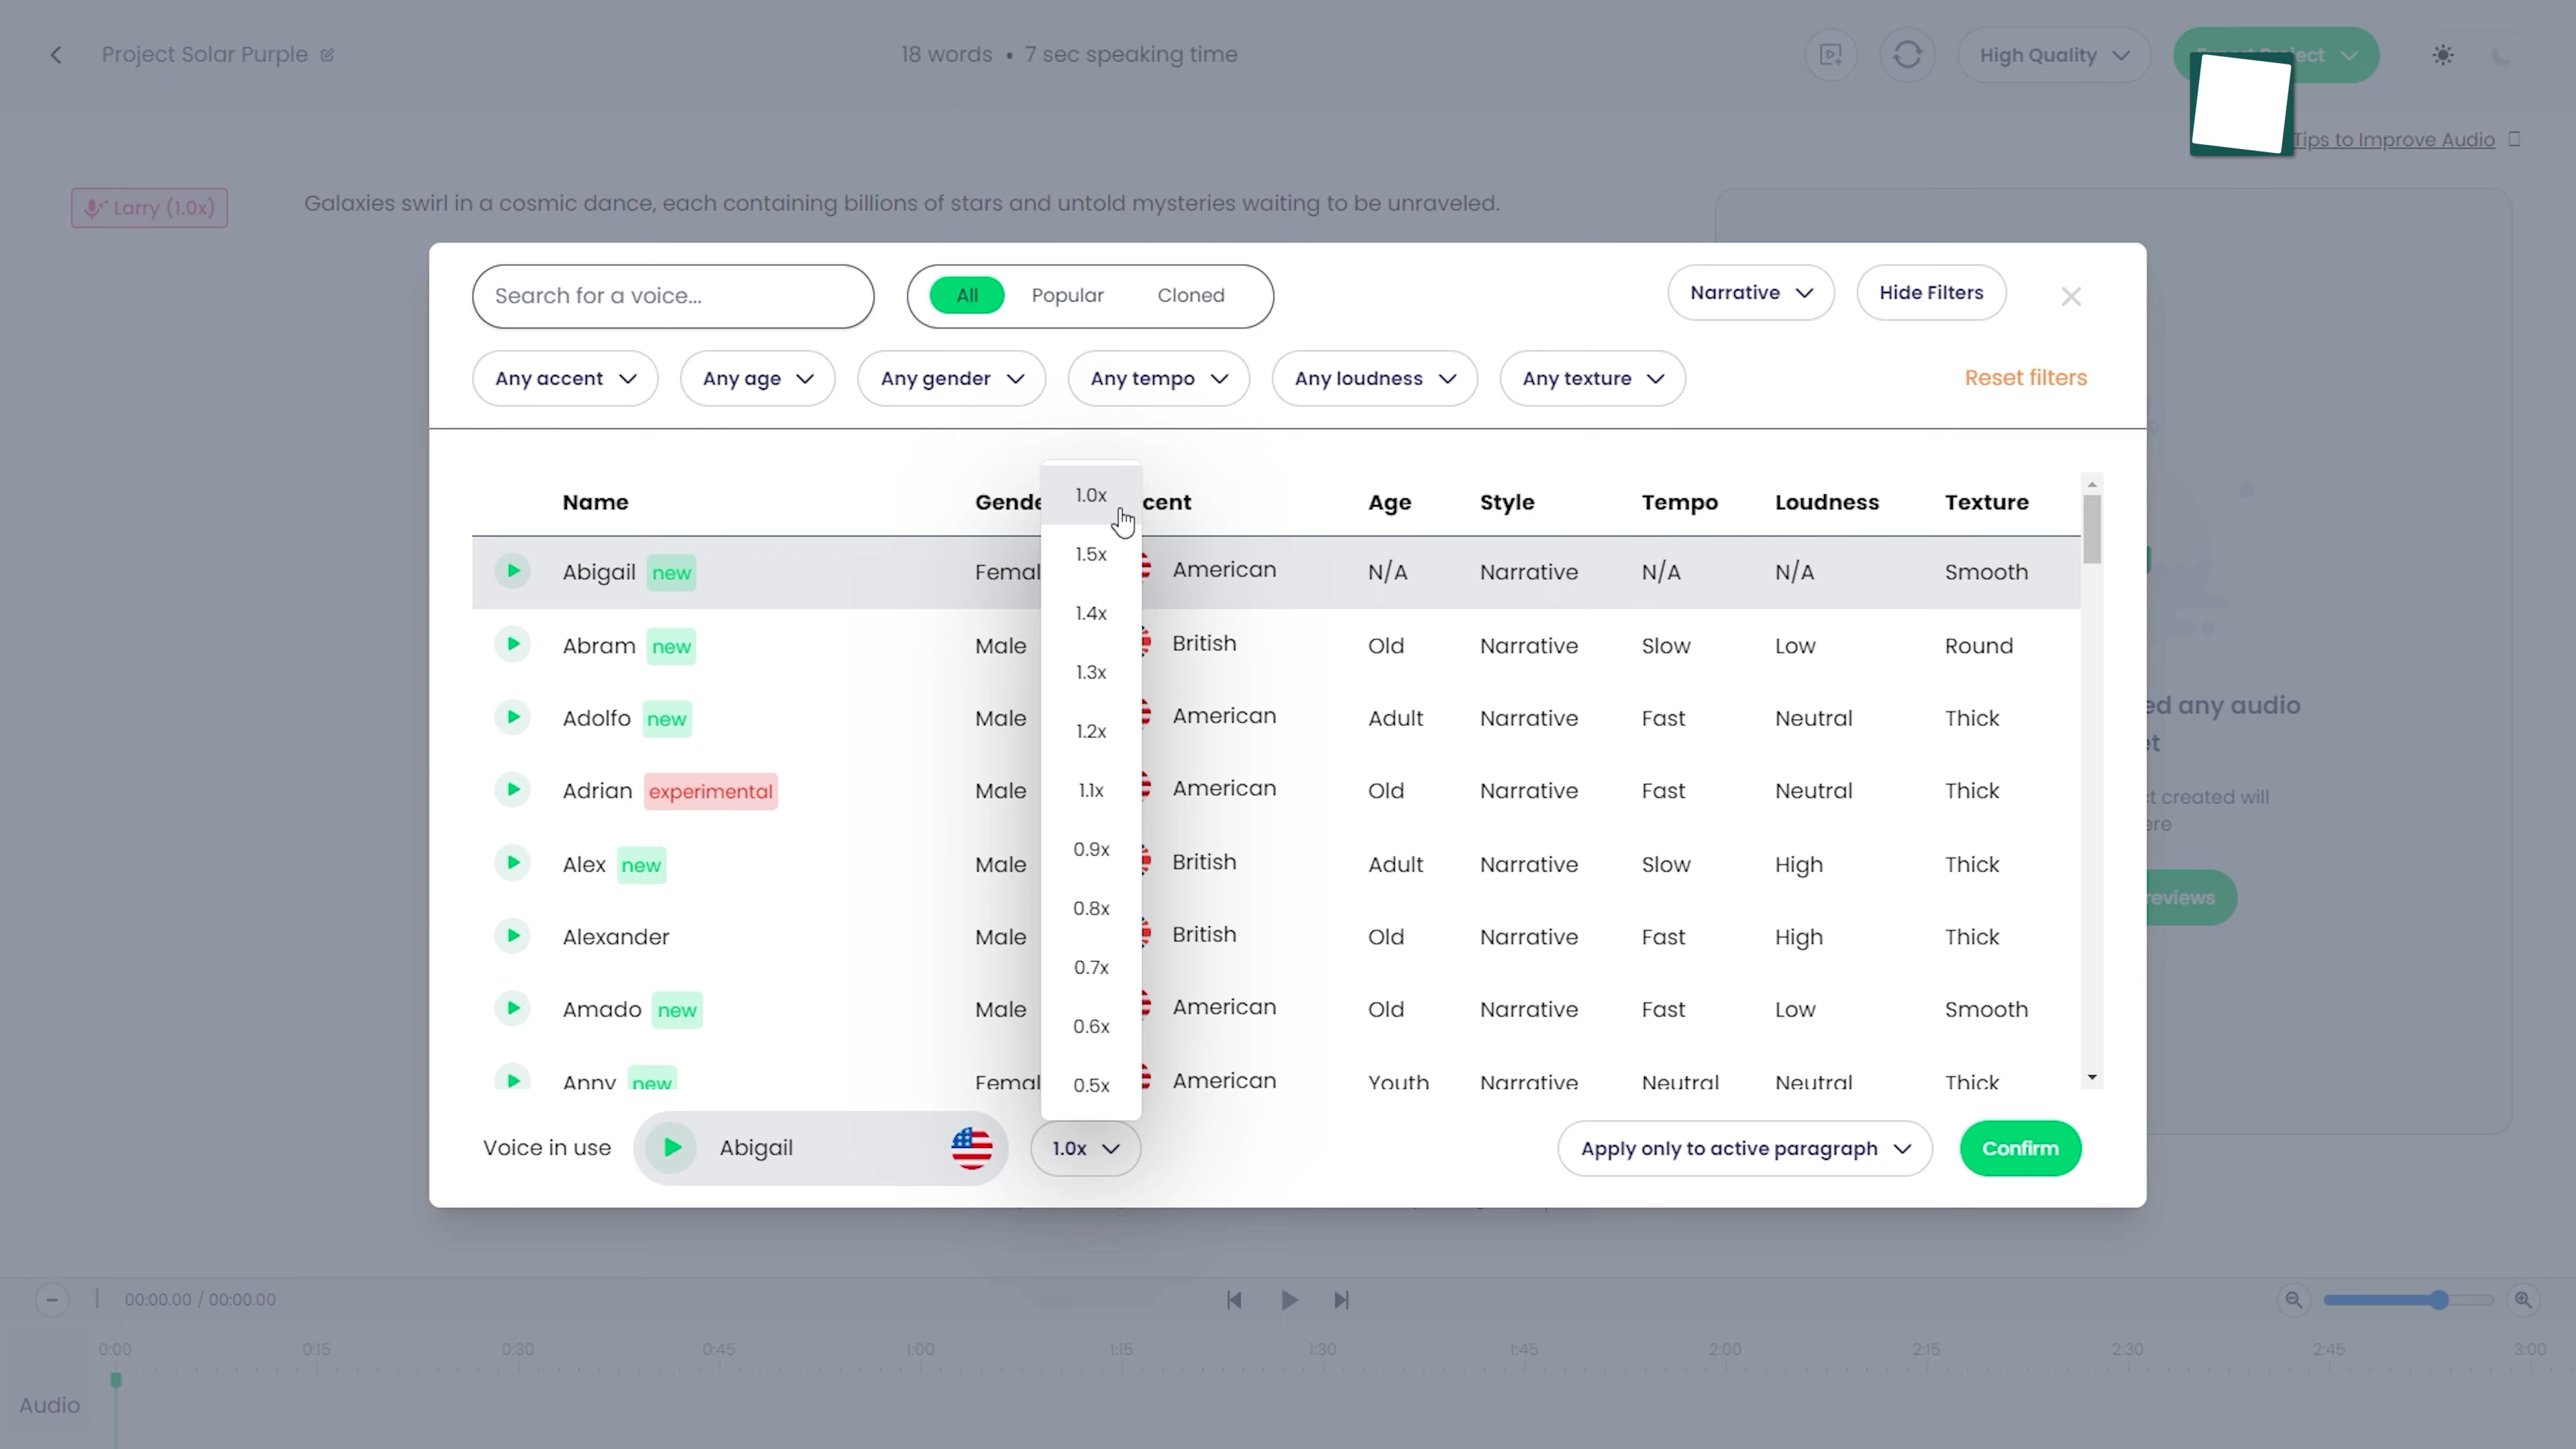 Project Solar Purple
18 words • 7 sec speaking time
High Quality
Tips to Improve Audio
Larry (1.0x)
Galaxies swirl in a cosmic dance, each containing billions of stars and untold mysteries waiting to be unraveled.
Search for a voice...
All Popular Cloned
Narrative
Hide Filters
Any accent
Any age
Any gender
Any tempo
Any loudness
Any texture
Reset filters
Name Gende cent Age Style Tempo Loudness Texture
Abigail new Femal American N/A Narrative N/A N/A Smooth
Abram new Male British Old Narrative Slow Low Round
Adolfo new Male American Adult Narrative Fast Neutral Thick
Adrian experimental Male American Old Narrative Fast Neutral Thick
Alex new Male British Adult Narrative Slow High Thick
Alexander Male British Old Narrative Fast High Thick
Amado new Male American Old Narrative Fast Low Smooth
Anny new Femal American Youth Narrative Neutral Neutral Thick
1.0x
1.5x
1.4x
1.3x
1.2x
1.1x
0.9x
0.8x
0.7x
0.6x
0.5x
ed any audio
et
t created will
ere
reviews
Voice in use
Abigail
1.0x
Apply only to active paragraph
Confirm
00:00.00 / 00:00.00
0:00 0:15 0:30 0:45 1:00 1:15 1:30 1:45 2:00 2:15 2:30 2:45 3:00
Audio